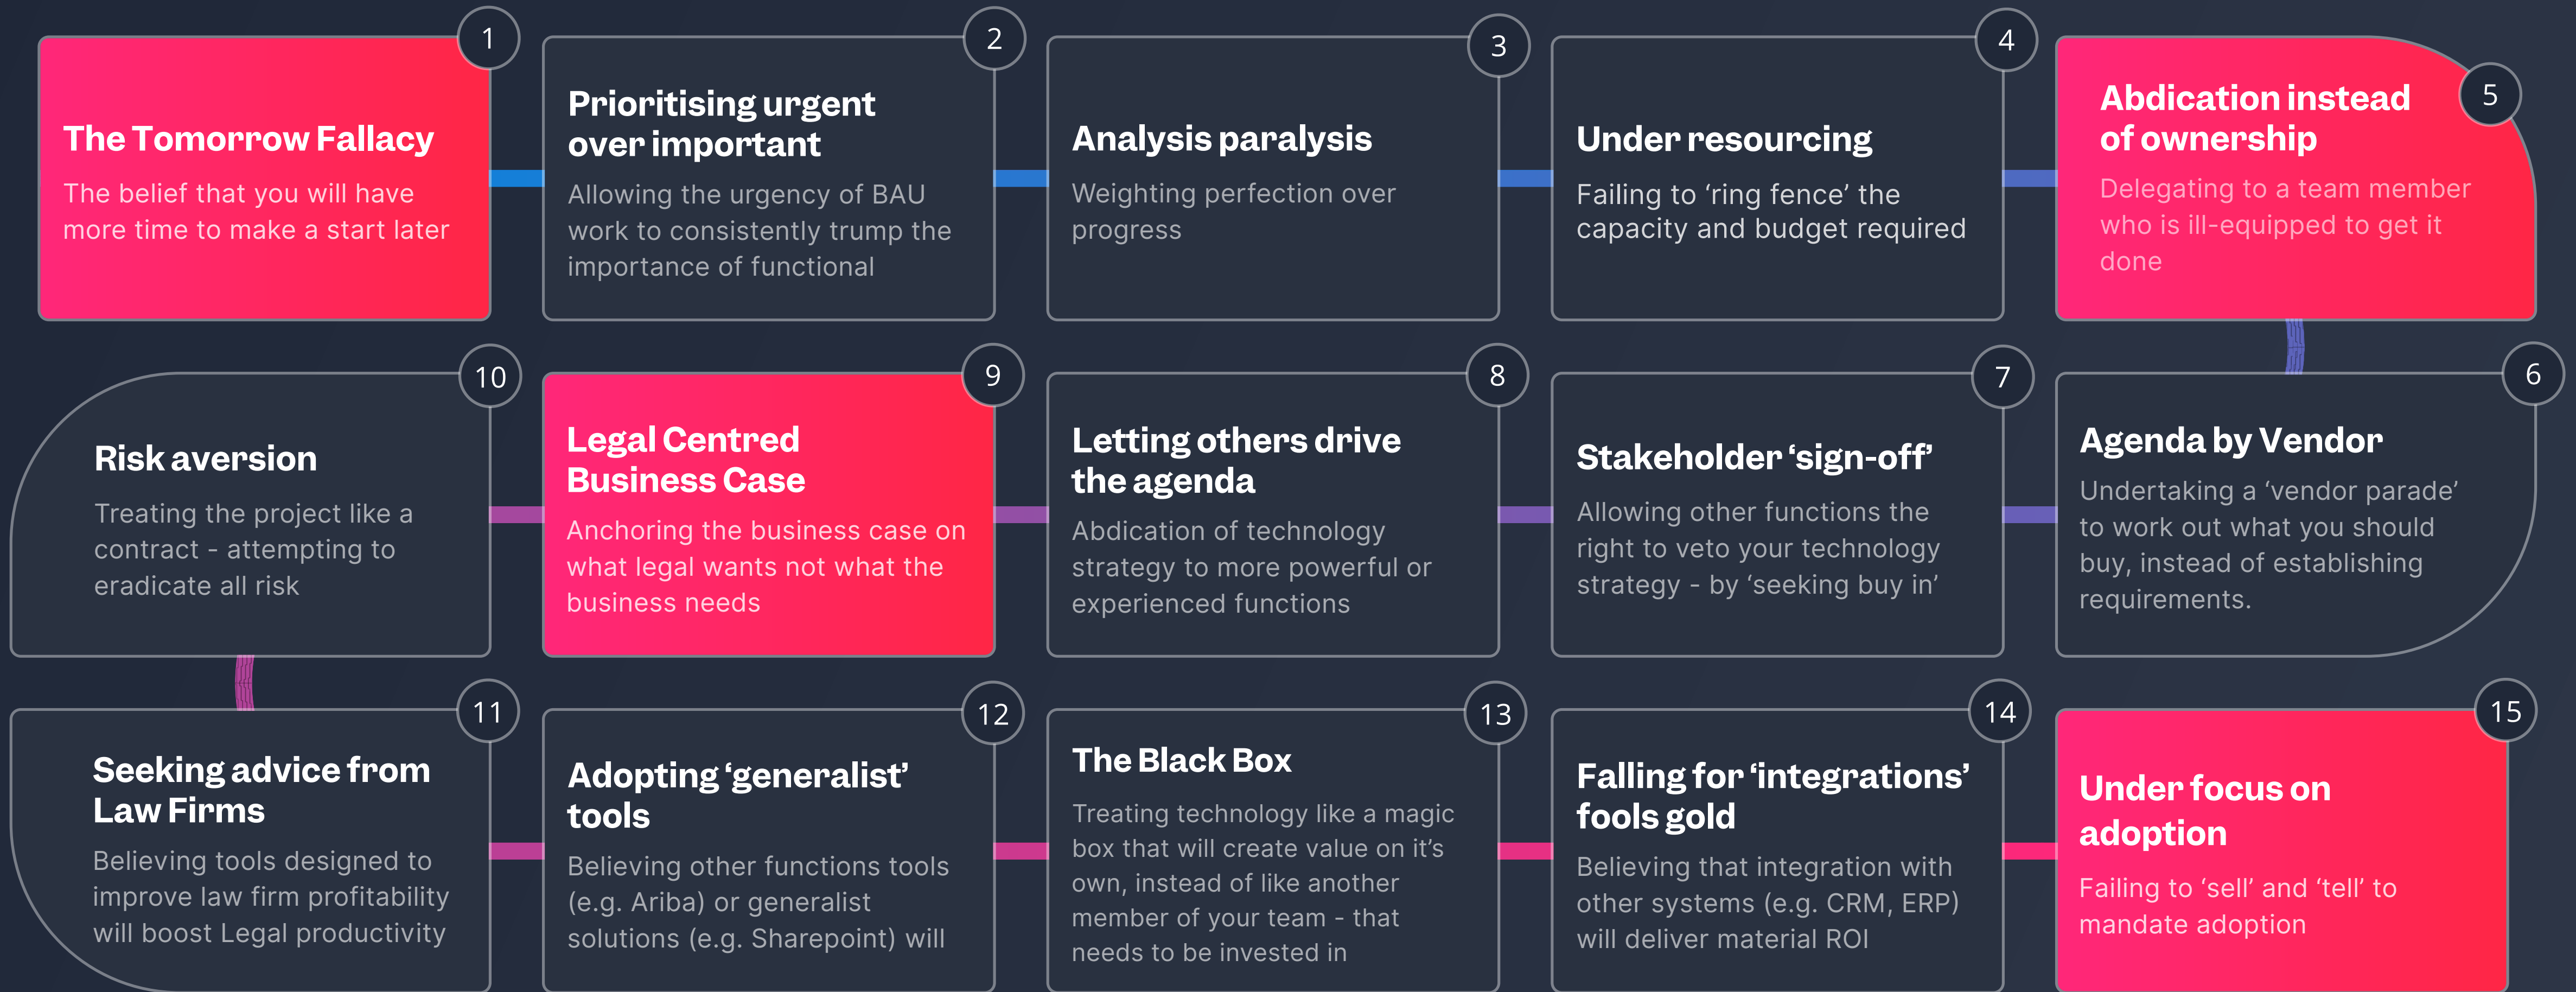 1
The Tomorrow Fallacy
The belief that you will have
more time to make a start later
2
Prioritising urgent
over important
Allowing the urgency of BAU
work to consistently trump the
importance of functional
3
Analysis paralysis
Weighting perfection over
progress
4
Under resourcing
Failing to ‘ring fence’ the
capacity and budget required
5
Abdication instead
of ownership
Delegating to a team member
who is ill-equipped to get it
done
6
Agenda by Vendor
Undertaking a ‘vendor parade’
to work out what you should
buy, instead of establishing
requirements.
7
Stakeholder ‘sign-off’
Allowing other functions the
right to veto your technology
strategy - by ‘seeking buy in’
8
Letting others drive
the agenda
Abdication of technology
strategy to more powerful or
experienced functions
9
Legal Centred
Business Case
Anchoring the business case on
what legal wants not what the
business needs
10
Risk aversion
Treating the project like a
contract - attempting to
eradicate all risk
11
Seeking advice from
Law Firms
Believing tools designed to
improve law firm profitability
will boost Legal productivity
12
Adopting ‘generalist’
tools
Believing other functions tools
(e.g. Ariba) or generalist
solutions (e.g. Sharepoint) will
13
The Black Box
Treating technology like a magic
box that will create value on it’s
own, instead of like another
member of your team - that
needs to be invested in
14
Falling for ‘integrations’
fools gold
Believing that integration with
other systems (e.g. CRM, ERP)
will deliver material ROI
15
Under focus on
adoption
Failing to ‘sell’ and ‘tell’ to
mandate adoption